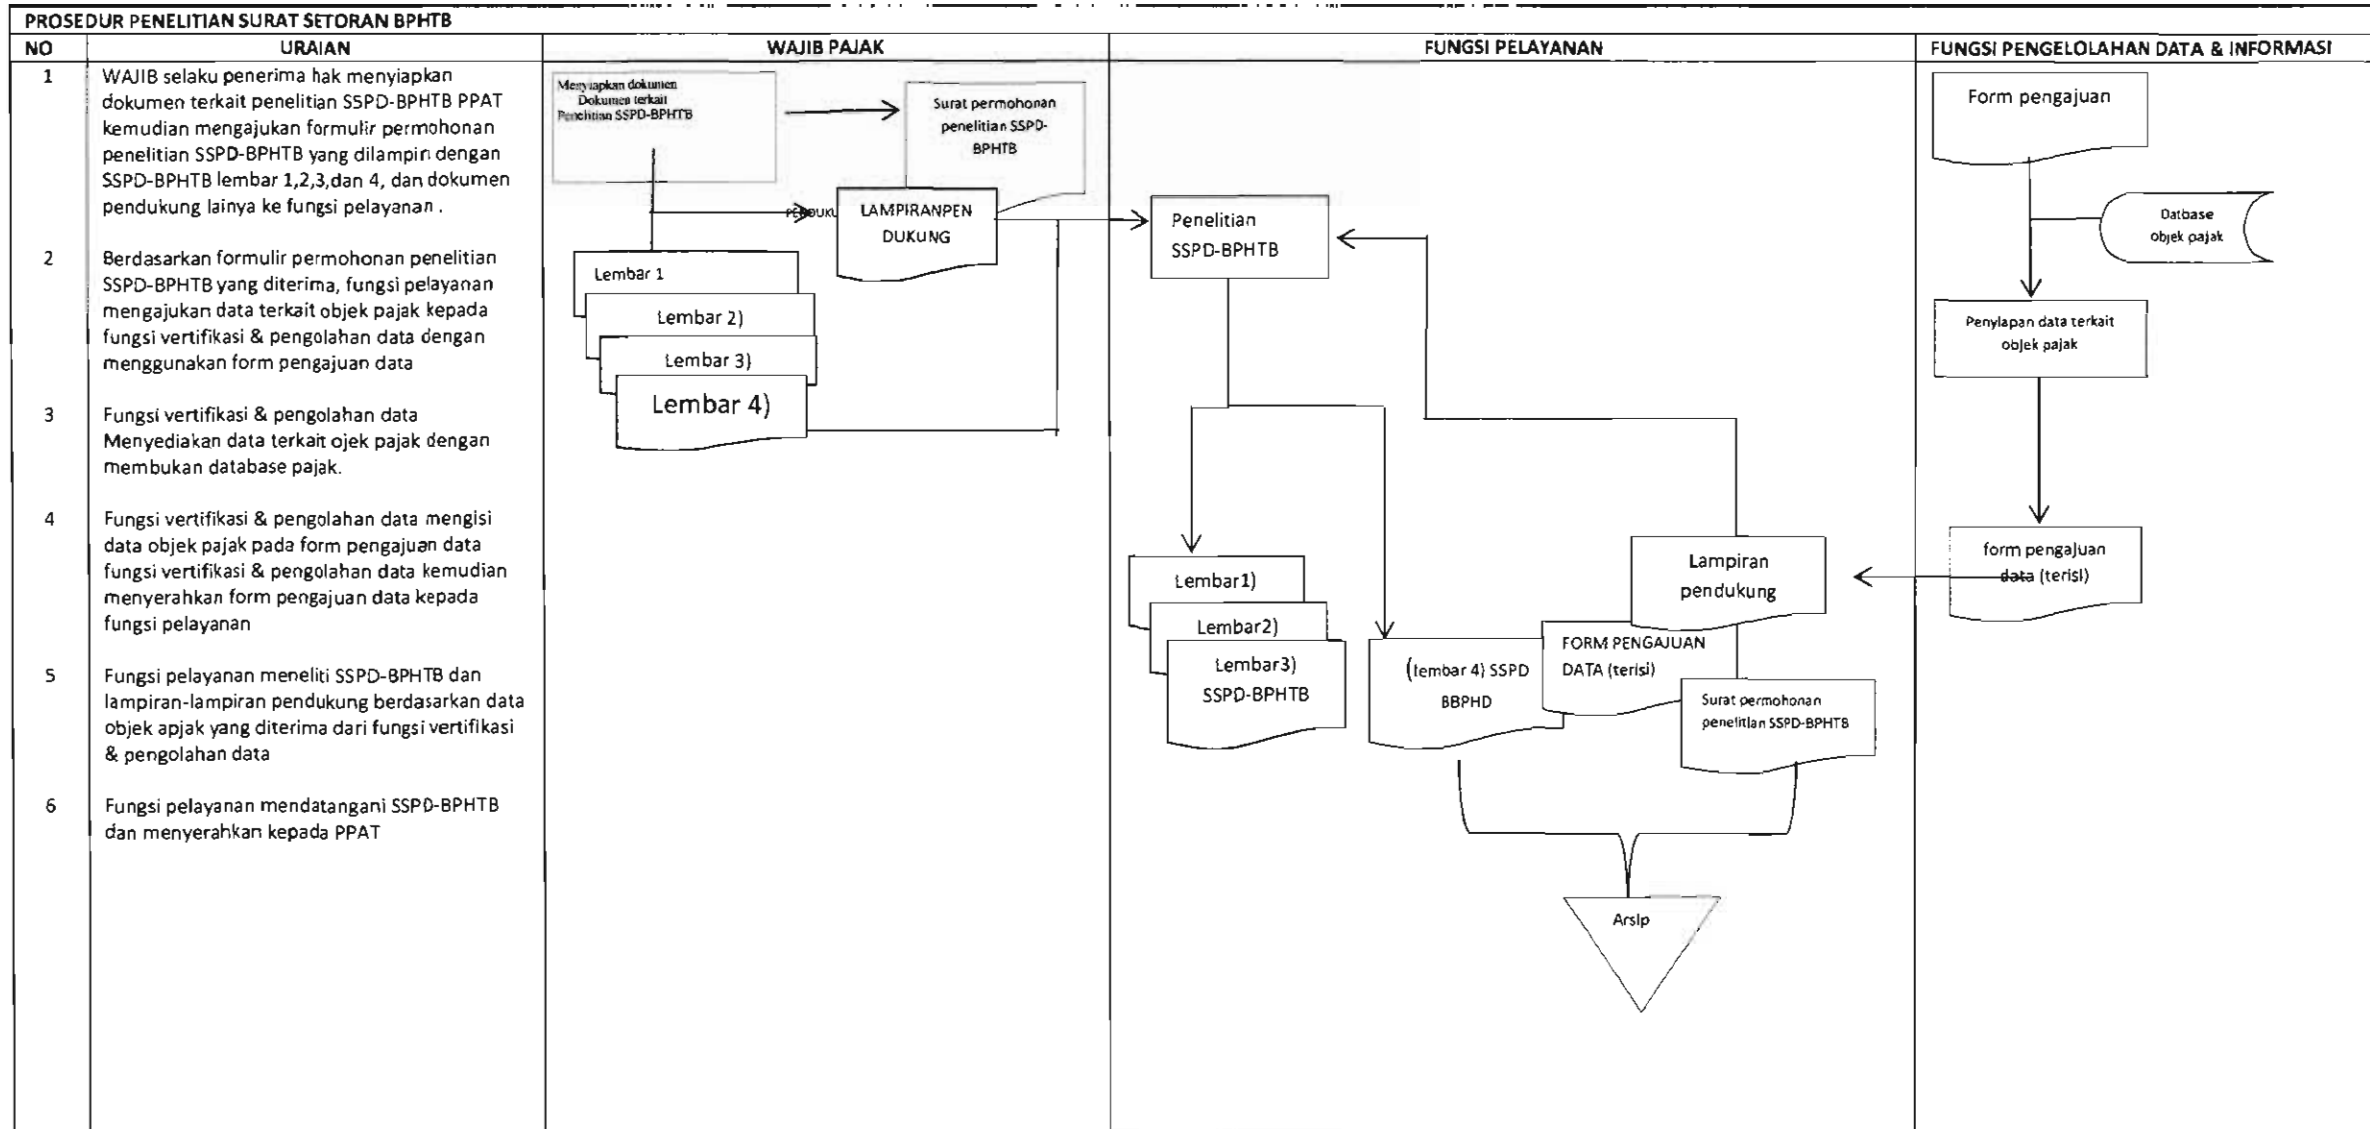 PROSEDUR PENELITIAN SURAT SETORAN BPHTB
NO
URAIAN
WAJIB PAJAK
FUNGSI PELAYANAN
FUNGSI PENGELOLAHAN DATA & INFORMASI
1
WAJIB selaku penerima hak menyiapkan
dokumen terkait penelitian SSPD-BPHTB PPAT
kemudian mengajukan formulir permohonan
penelitian SSPD-BPHTB yang dilampiri dengan
SSPD-BPHTB lembar 1,2,3,dan 4, dan dokumen
pendukung lainya ke fungsi pelayanan .
2
Berdasarkan formulir permohonan penelitian
SSPD-BPHTB yang diterima, fungsi pelayanan
mengajukan data terkait objek pajak kepada
fungsi vertifikasi & pengolahan data dengan
menggunakan form pengajuan data
3
Fungsi vertifikasi & pengolahan data
Menyediakan data terkait ojek pajak dengan
membukan database pajak.
4
Fungsi vertifikasi & pengolahan data mengisi
data objek pajak pada form pengajuan data
fungsi vertifikasi & pengolahan data kemudian
menyerahkan form pengajuan data kepada
fungsi pelayanan
5
Fungsi pelayanan meneliti SSPD-BPHTB dan
lampiran-lampiran pendukung berdasarkan data
objek apjak yang diterima dari fungsi vertifikasi
& pengolahan data
6
Fungsi pelayanan mendatangani SSPD-BPHTB
dan menyerahkan kepada PPAT
Menyiapkan dokumen
Dokumen terkait
Penelitian SSPD-BPHTB
Surat permohonan
penelitian SSPD-
BPHTB
LAMPIRANPEN
DUKUNG
Lembar 1
Lembar 2)
Lembar 3)
Lembar 4)
Penelitian
SSPD-BPHTB
Lembar1)
Lembar2)
Lembar3)
SSPD-BPHTB
(lembar 4) SSPD
BBPHD
FORM PENGAJUAN
DATA (terisi)
Lampiran
pendukung
Surat permohonan
penelitian SSPD-BPHTB
Arsip
Form pengajuan
Datbase
objek pajak
Penyiapan data terkait
objek pajak
form pengajuan
data (terisi)